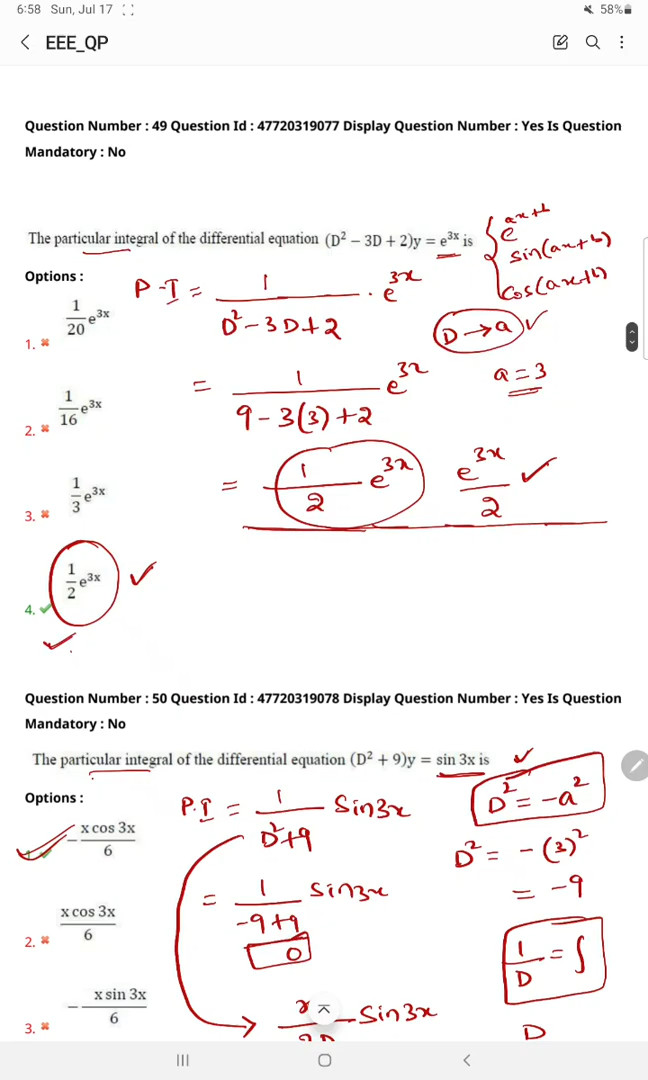 6:58 Sun, Jul 17
58%
EEE_QP
Question Number : 49 Question Id : 47720319077 Display Question Number : Yes Is Question
Mandatory : No
The particular integral of the differential equation (D² – 3D + 2)y = e³ˣ is
e^(ax+b)
sin(ax+b)
cos(ax+b)
Options :
P.I = 1/(D²-3D+2) . e³ˣ
D→a
1. 1/20 e³ˣ
= 1/(9-3(3)+2) e³ˣ
a = 3
2. 1/16 e³ˣ
= 1/2 e³ˣ
e³ˣ/2
3. 1/3 e³ˣ
4. 1/2 e³ˣ
Question Number : 50 Question Id : 47720319078 Display Question Number : Yes Is Question
Mandatory : No
The particular integral of the differential equation (D² + 9)y = sin 3x is
Options :
P.I = 1/(D²+9) Sin3x
D² = -a²
- x cos 3x/6
D² = -(3)²
= -9
= 1/(-9+9) sin3x
0
2. x cos 3x/6
1/D = ∫
3. - x sin 3x/6
Sin3x
D